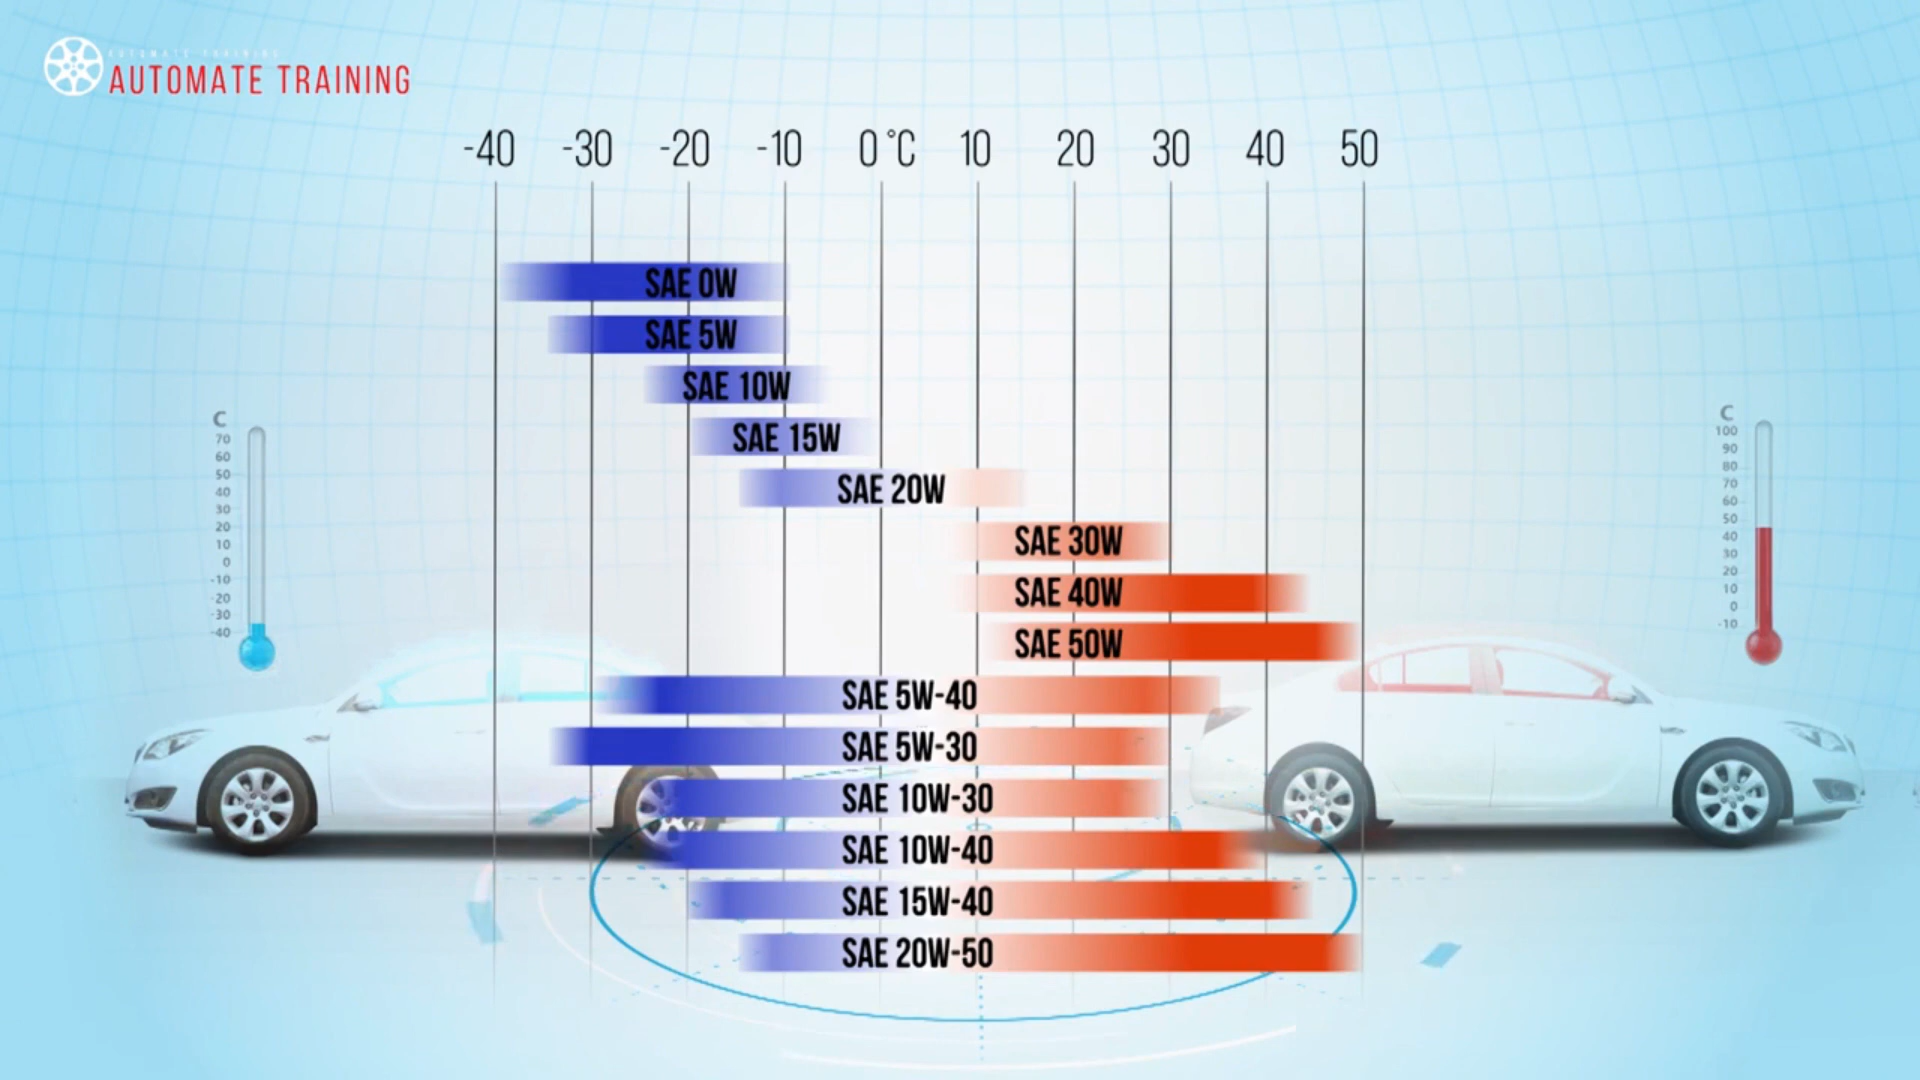 AUTOMATE TRAINING
AUTOMATE TRAINING
-40 -30 -20 -10 0°C 10 20 30 40 50
SAE 0W
SAE 5W
SAE 10W
SAE 15W
SAE 20W
SAE 30W
SAE 40W
SAE 50W
SAE 5W-40
SAE 5W-30
SAE 10W-30
SAE 10W-40
SAE 15W-40
SAE 20W-50
C
70
60
50
40
30
20
10
0
-10
-20
-30
-40
C
100
90
80
70
60
50
40
30
20
10
0
-10